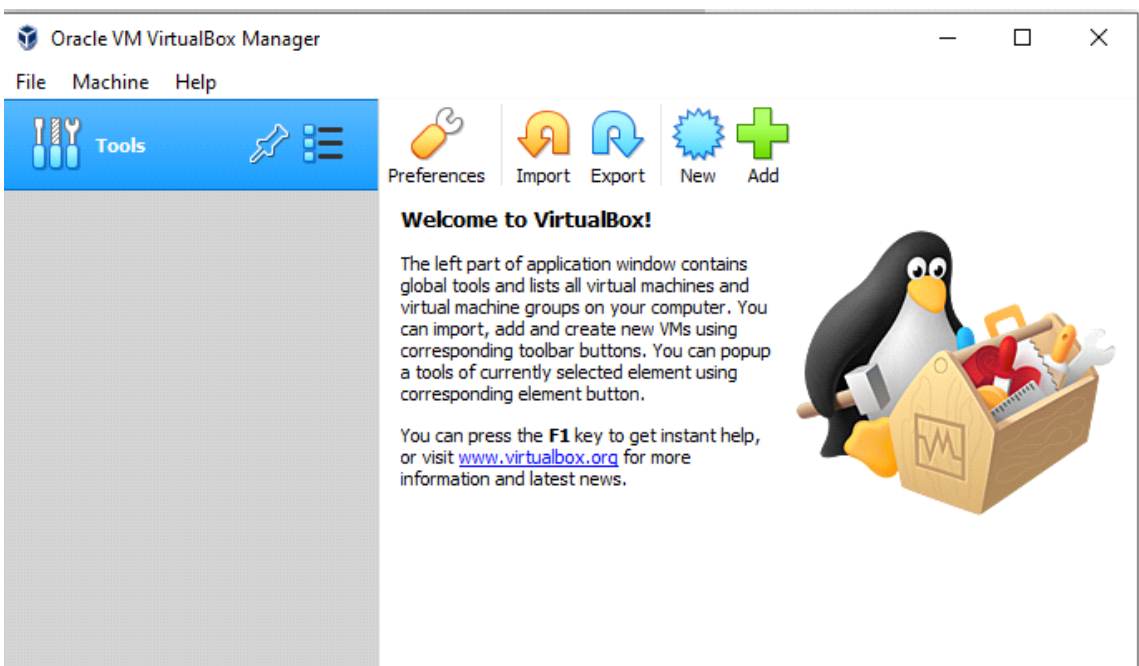 Oracle VM VirtualBox Manager
File Machine Help
Tools
Preferences Import Export New Add
Welcome to VirtualBox!
The left part of application window contains
global tools and lists all virtual machines and
virtual machine groups on your computer. You
can import, add and create new VMs using
corresponding toolbar buttons. You can popup
a tools of currently selected element using
corresponding element button.
You can press the F1 key to get instant help,
or visit www.virtualbox.org for more
information and latest news.